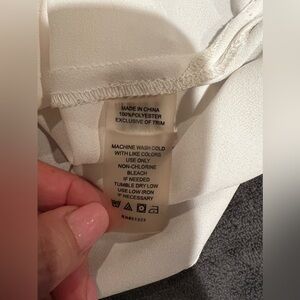 MADE IN CHINA
100%POLYESTER
EXCLUSIVE OF TRIM
MACHINE WASH COLD
WITH LIKE COLORS
USE ONLY
NON-CHLORINE
BLEACH
IF NEEDED
TUMBLE DRY LOW
USE LOW IRON
IF NECESSARY